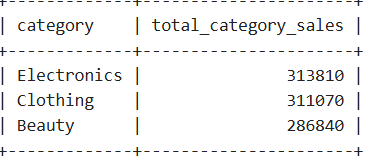 +-------------+----------------------+
| category    | total_category_sales |
+-------------+----------------------+
| Electronics |               313810 |
| Clothing    |               311070 |
| Beauty      |               286840 |
+-------------+----------------------+